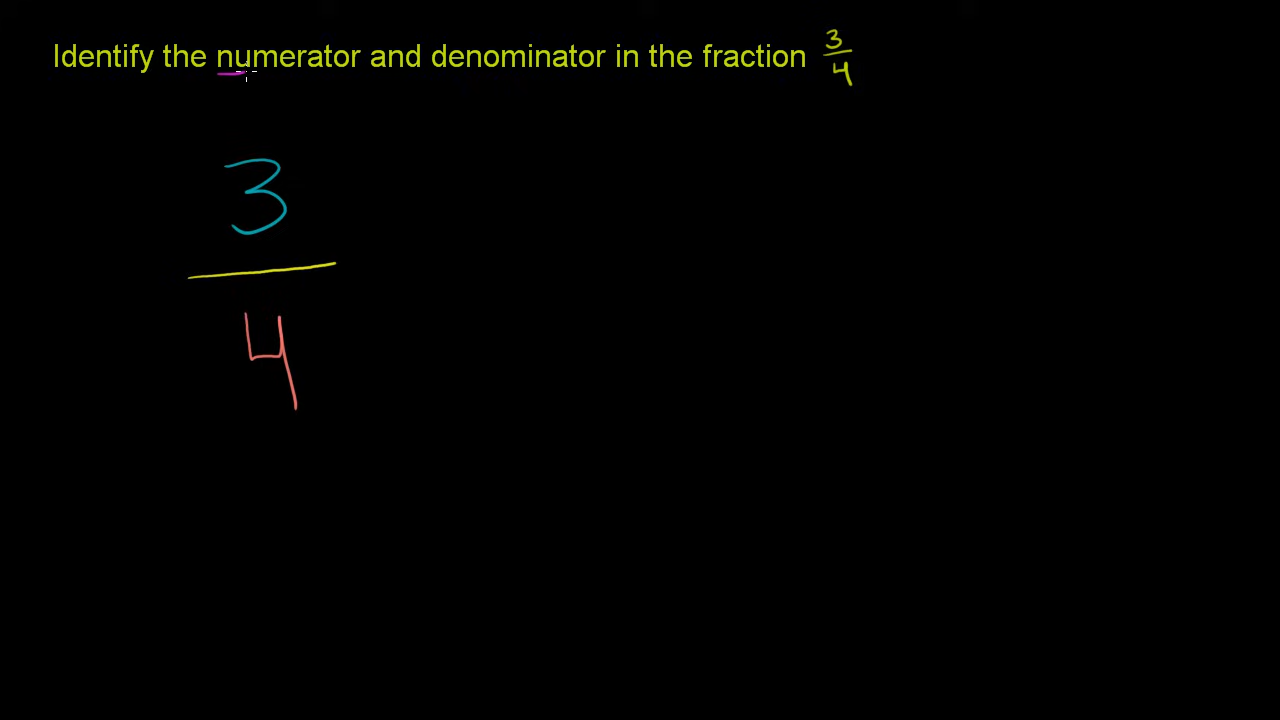 Identify the numerator and denominator in the fraction 3/4
3
4